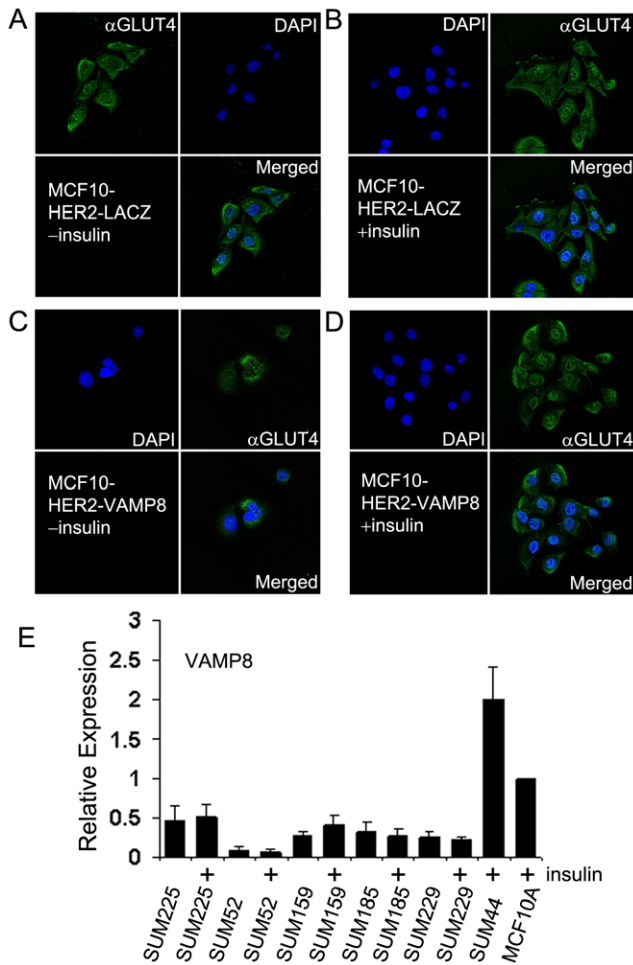 A
αGLUT4
DAPI
MCF10-
HER2-LACZ
–insulin
Merged
B
DAPI
αGLUT4
MCF10-
HER2-LACZ
+insulin
Merged
C
DAPI
αGLUT4
MCF10-
HER2-VAMP8
–insulin
Merged
D
DAPI
αGLUT4
MCF10-
HER2-VAMP8
+insulin
Merged
E
VAMP8
Relative Expression
3
2.5
2
1.5
1
0.5
0
+ + + + + + + insulin
SUM225
SUM225
SUM52
SUM52
SUM159
SUM159
SUM185
SUM185
SUM229
SUM229
SUM44
MCF10A